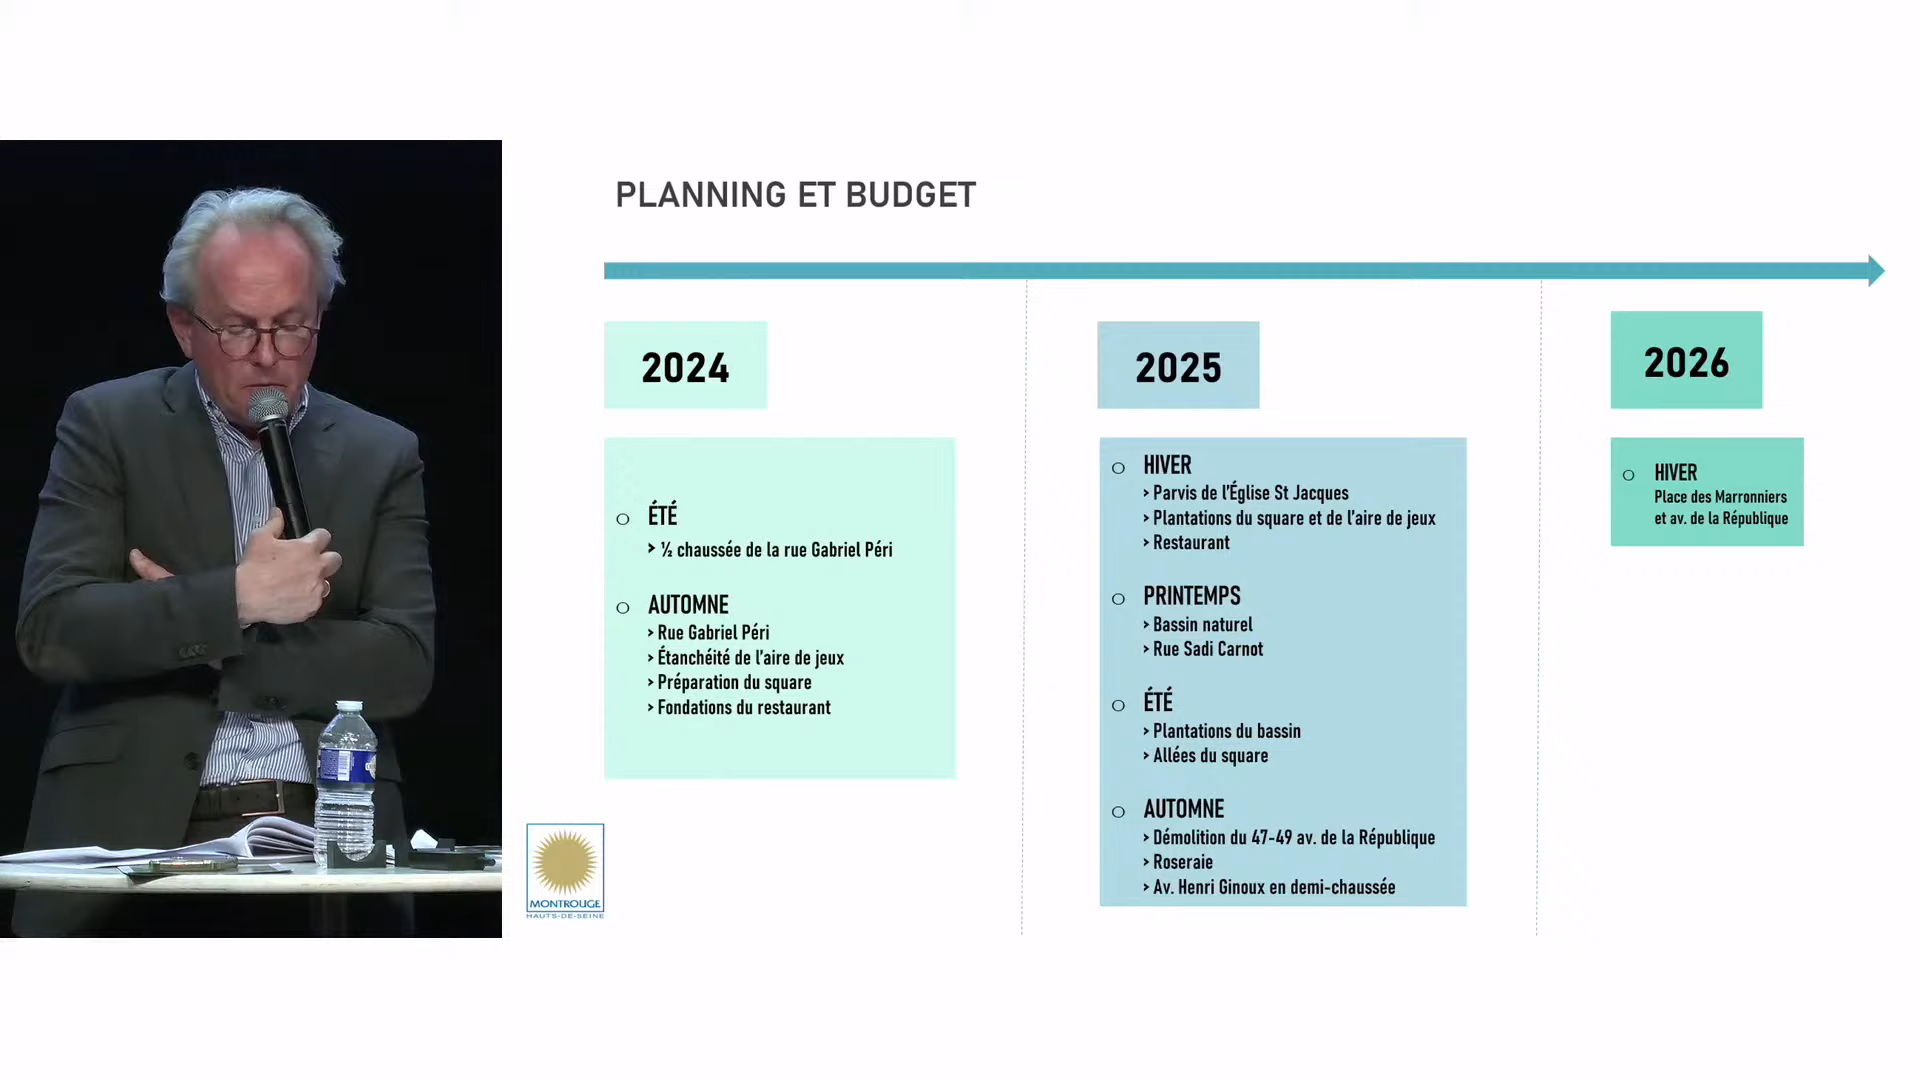 PLANNING ET BUDGET
2024
ÉTÉ
> ½ chaussée de la rue Gabriel Péri
AUTOMNE
> Rue Gabriel Péri
> Étanchéité de l’aire de jeux
> Préparation du square
> Fondations du restaurant
2025
HIVER
> Parvis de l’Église St Jacques
> Plantations du square et de l’aire de jeux
> Restaurant
PRINTEMPS
> Bassin naturel
> Rue Sadi Carnot
ÉTÉ
> Plantations du bassin
> Allées du square
AUTOMNE
> Démolition du 47-49 av. de la République
> Roseraie
> Av. Henri Ginoux en demi-chaussée
2026
HIVER
Place des Marronniers
et av. de la République
MONTROUGE
HAUTS-DE-SEINE